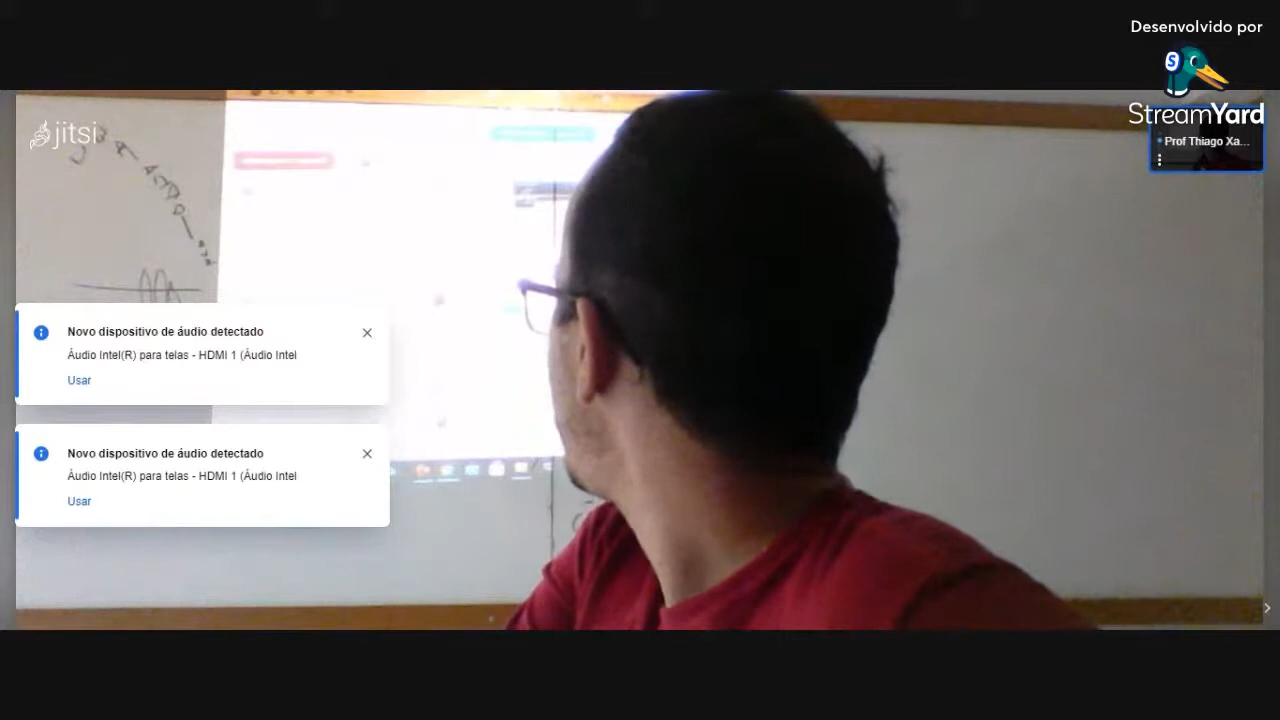 Desenvolvido por
StreamYard
jitsi
Prof Thiago Xa...
Novo dispositivo de áudio detectado
Áudio Intel(R) para telas - HDMI 1 (Áudio Intel
Usar
Novo dispositivo de áudio detectado
Áudio Intel(R) para telas - HDMI 1 (Áudio Intel
Usar